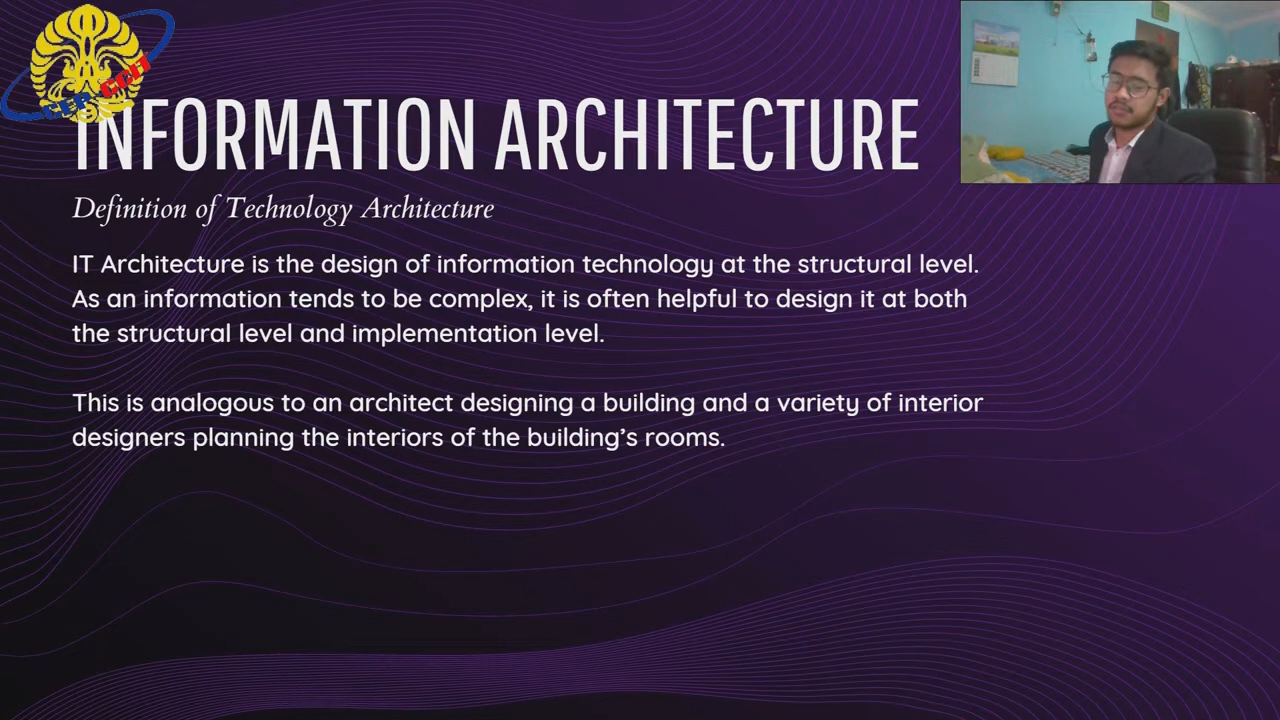 CEP CCIT
INFORMATION ARCHITECTURE
Definition of Technology Architecture
IT Architecture is the design of information technology at the structural level.
As an information tends to be complex, it is often helpful to design it at both
the structural level and implementation level.
This is analogous to an architect designing a building and a variety of interior
designers planning the interiors of the building’s rooms.